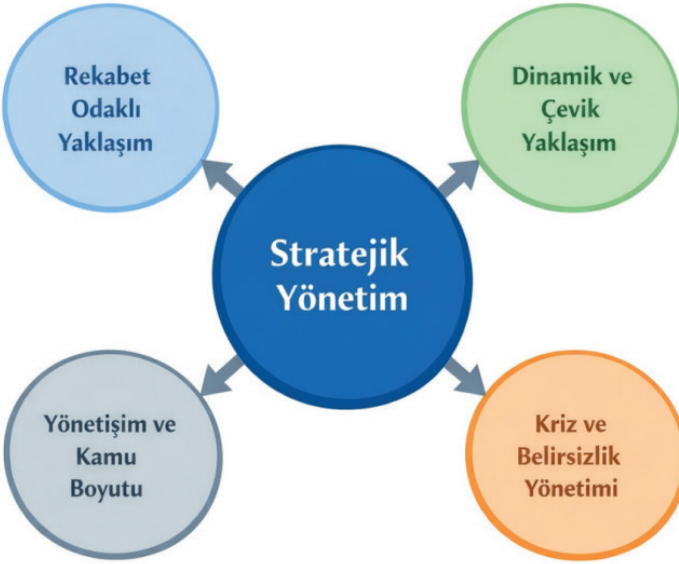 Rekabet
Odaklı
Yaklaşım
Dinamik ve
Çevik
Yaklaşım
Stratejik
Yönetim
Yönetişim ve
Kamu
Boyutu
Kriz ve
Belirsizlik
Yönetimi